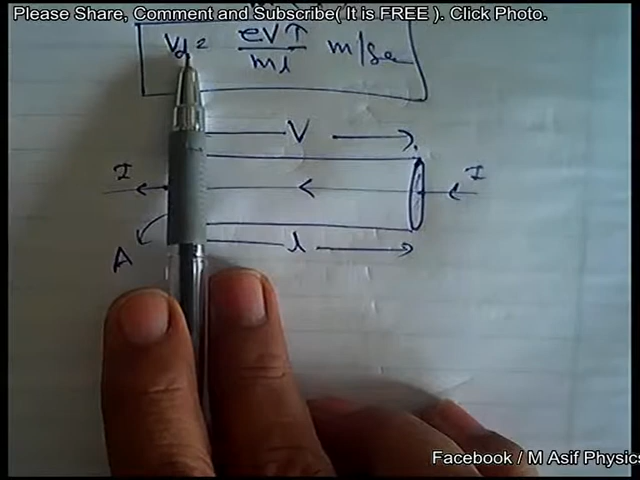 Please Share, Comment and Subscribe( It is FREE ). Click Photo.
Vd = eVτ / ml m/Sec
V
I
I
A
l
Facebook / M Asif Physics